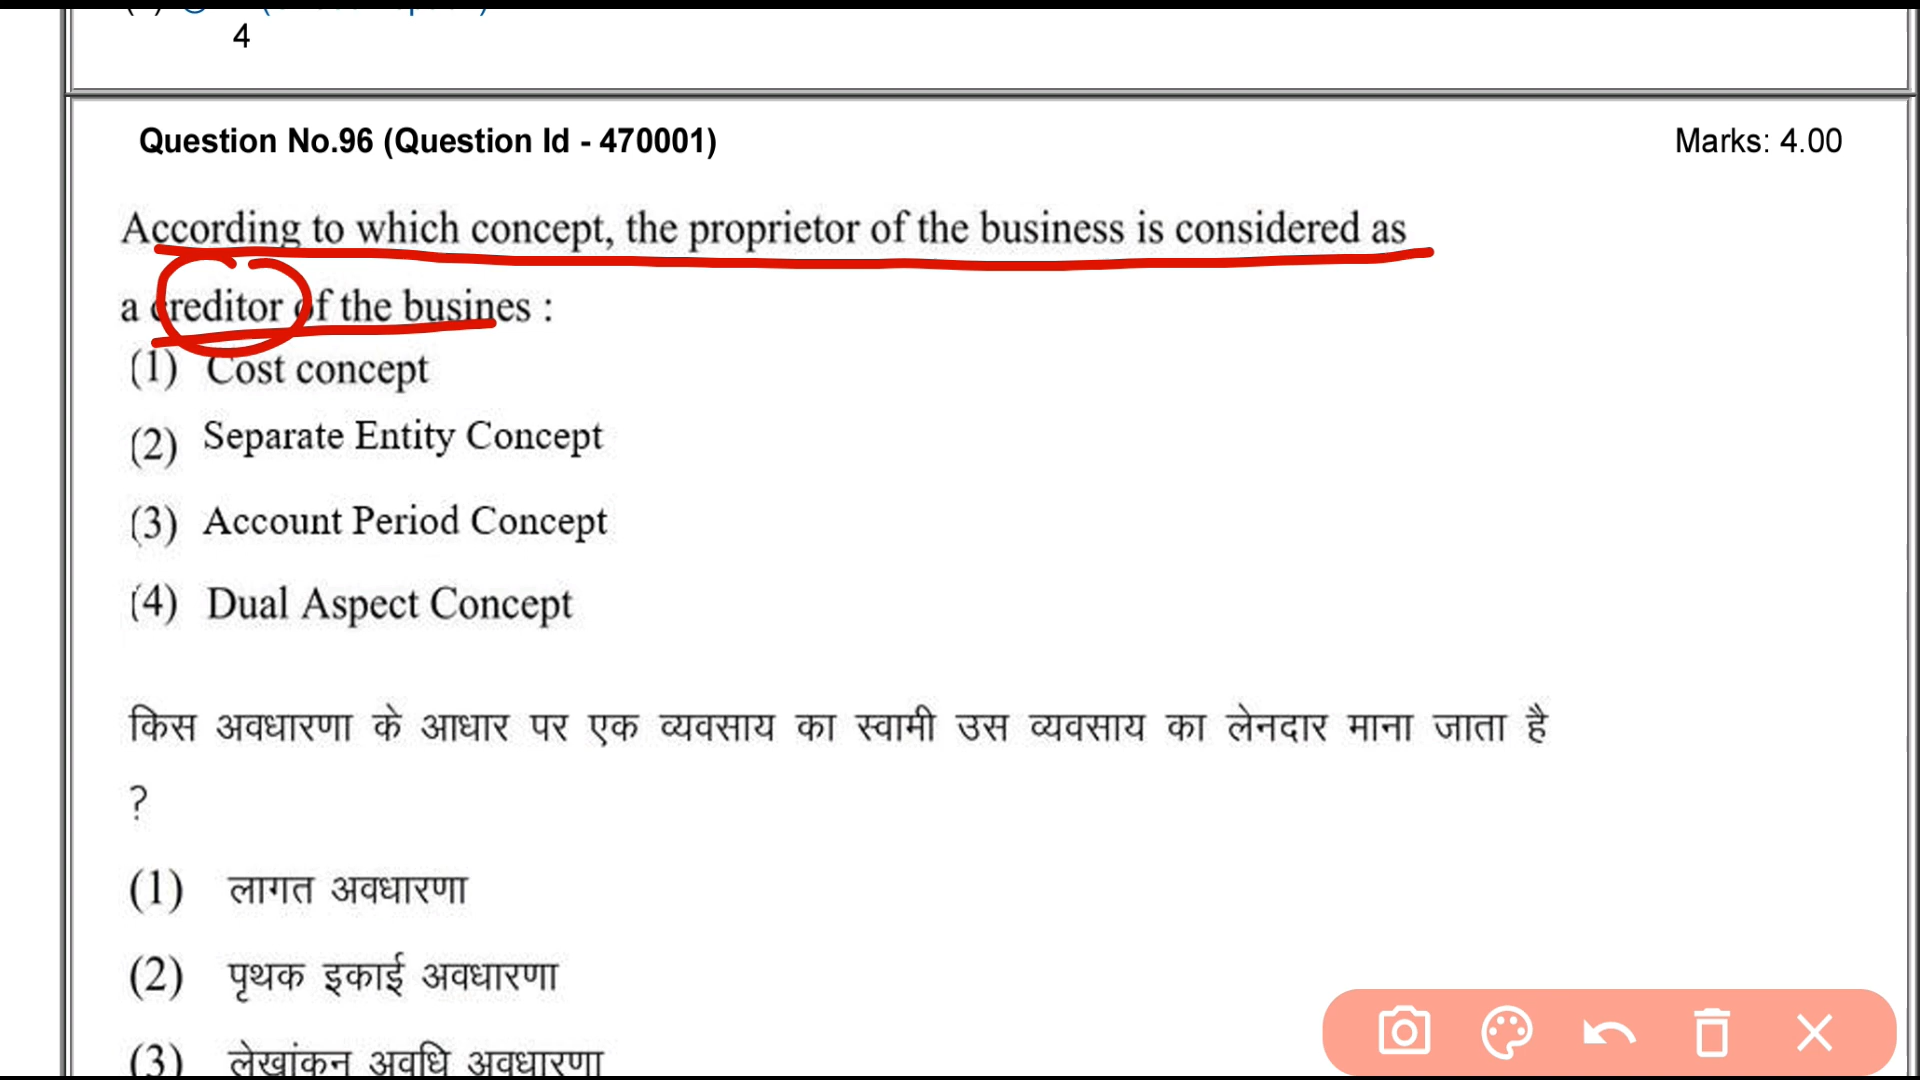 4
Question No.96 (Question Id - 470001)
Marks: 4.00
According to which concept, the proprietor of the business is considered as
a creditor of the busines :
(1) Cost concept
(2) Separate Entity Concept
(3) Account Period Concept
(4) Dual Aspect Concept
किस अवधारणा के आधार पर एक व्यवसाय का स्वामी उस व्यवसाय का लेनदार माना जाता है
?
(1) लागत अवधारणा
(2) पृथक इकाई अवधारणा
(3) लेखांकन अवधि अवधारणा